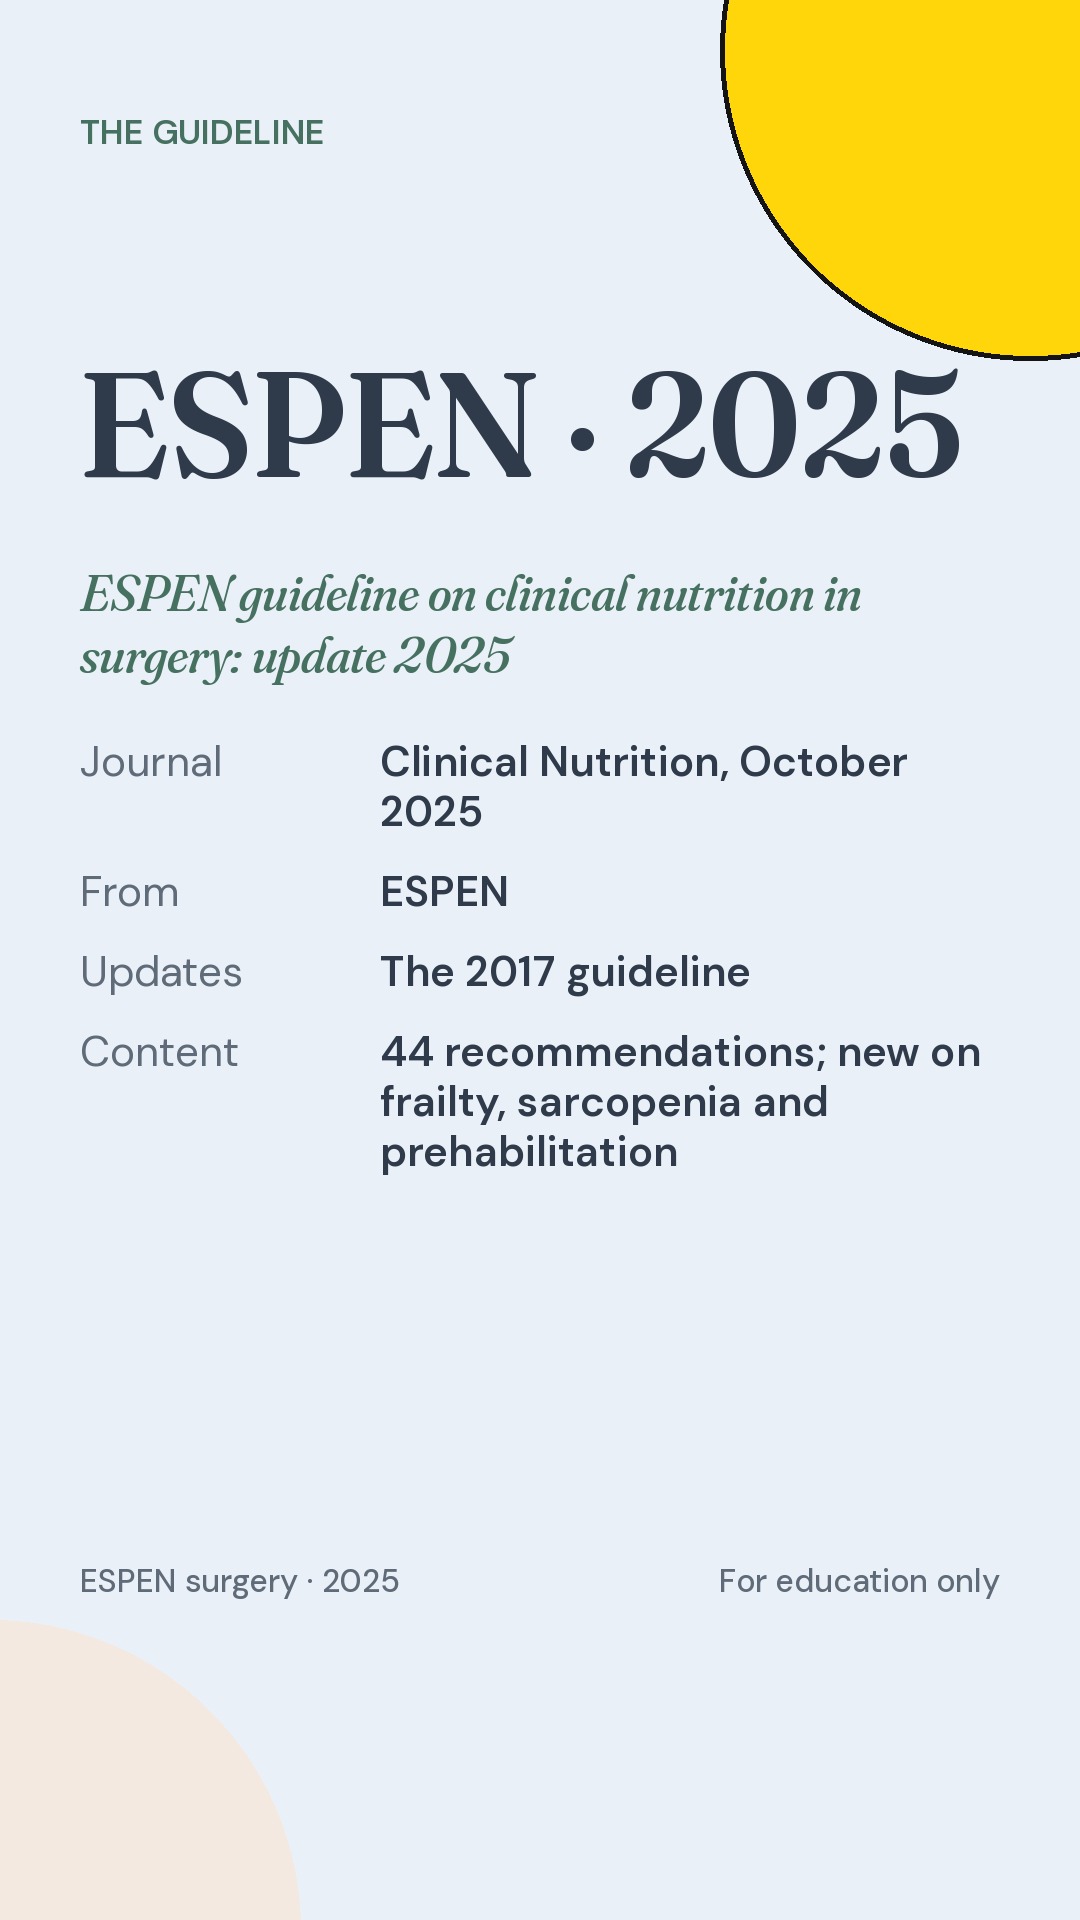 THE GUIDELINE
ESPEN · 2025
ESPEN guideline on clinical nutrition in
surgery: update 2025
Journal Clinical Nutrition, October
2025
From ESPEN
Updates The 2017 guideline
Content 44 recommendations; new on
frailty, sarcopenia and
prehabilitation
ESPEN surgery · 2025 For education only